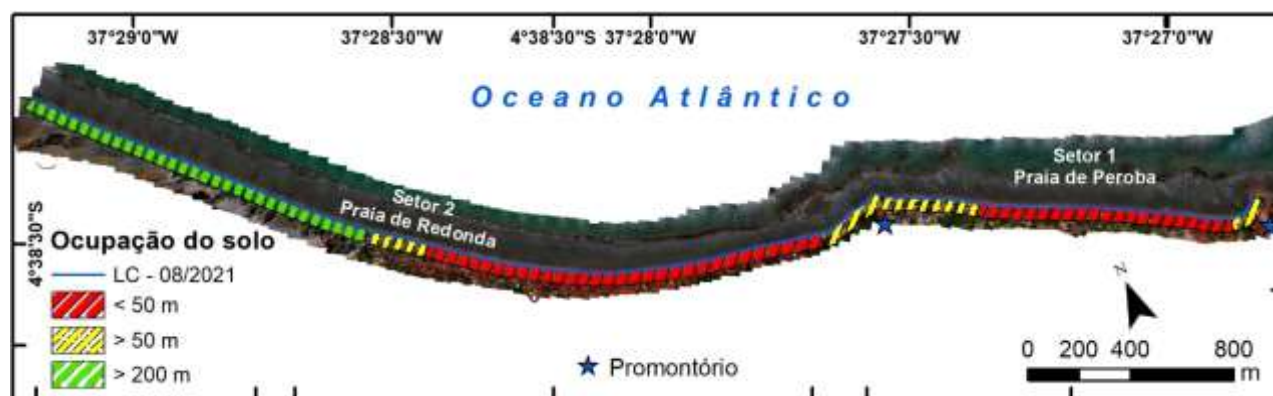 37°29'0"W
37°28'30"W
4°38'30"S
37°28'0"W
37°27'30"W
37°27'0"W
Oceano Atlântico
Setor 1
Praia de Peroba
Setor 2
Praia de Redonda
4°38'30"S
Ocupação do solo
LC - 08/2021
< 50 m
> 50 m
> 200 m
Promontório
N
0 200 400 800
m